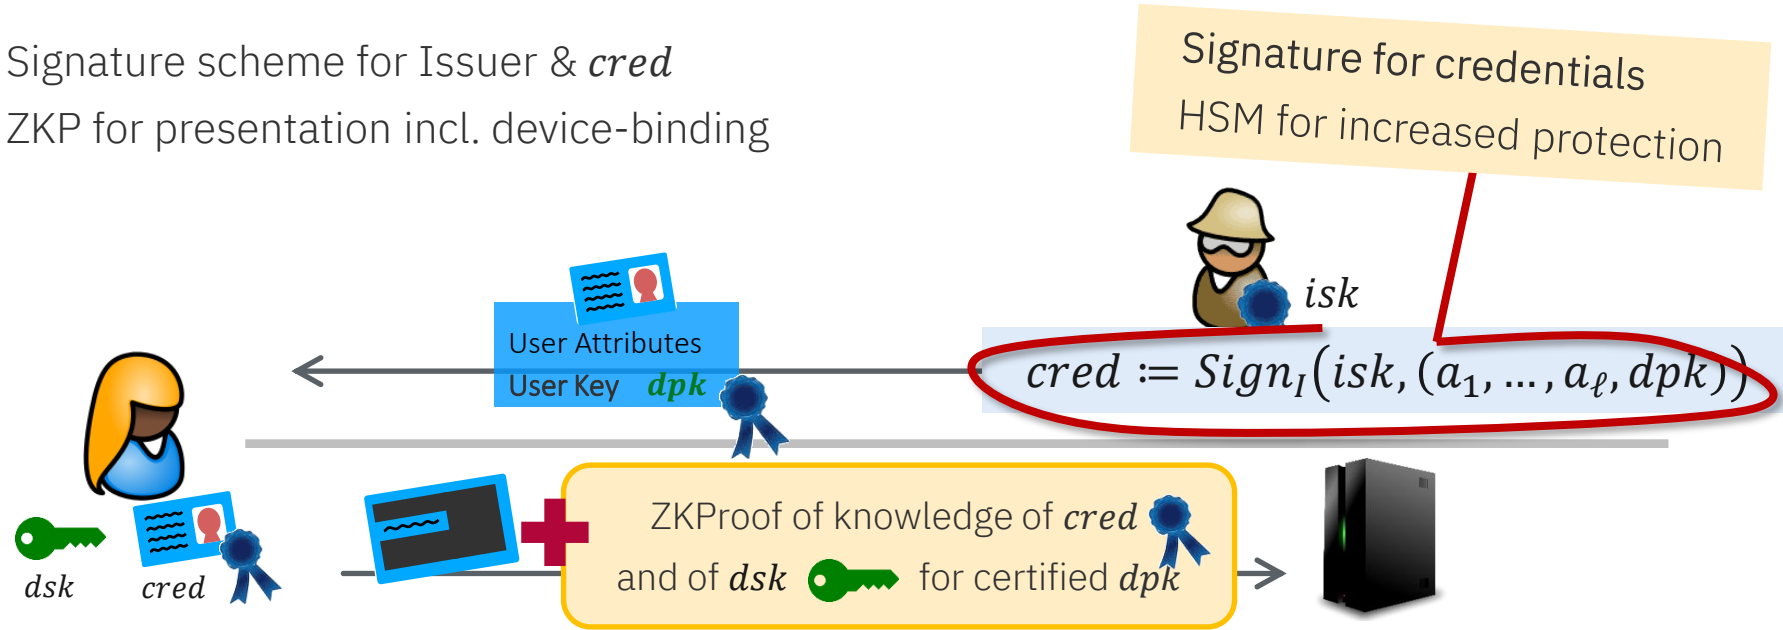 Signature scheme for Issuer & cred
ZKP for presentation incl. device-binding
Signature for credentials
HSM for increased protection
isk
User Attributes
User Key dpk
cred ≔ Sign_I(isk, (a₁, …, a_ℓ, dpk))
ZKProof of knowledge of cred
and of dsk for certified dpk
dsk
cred